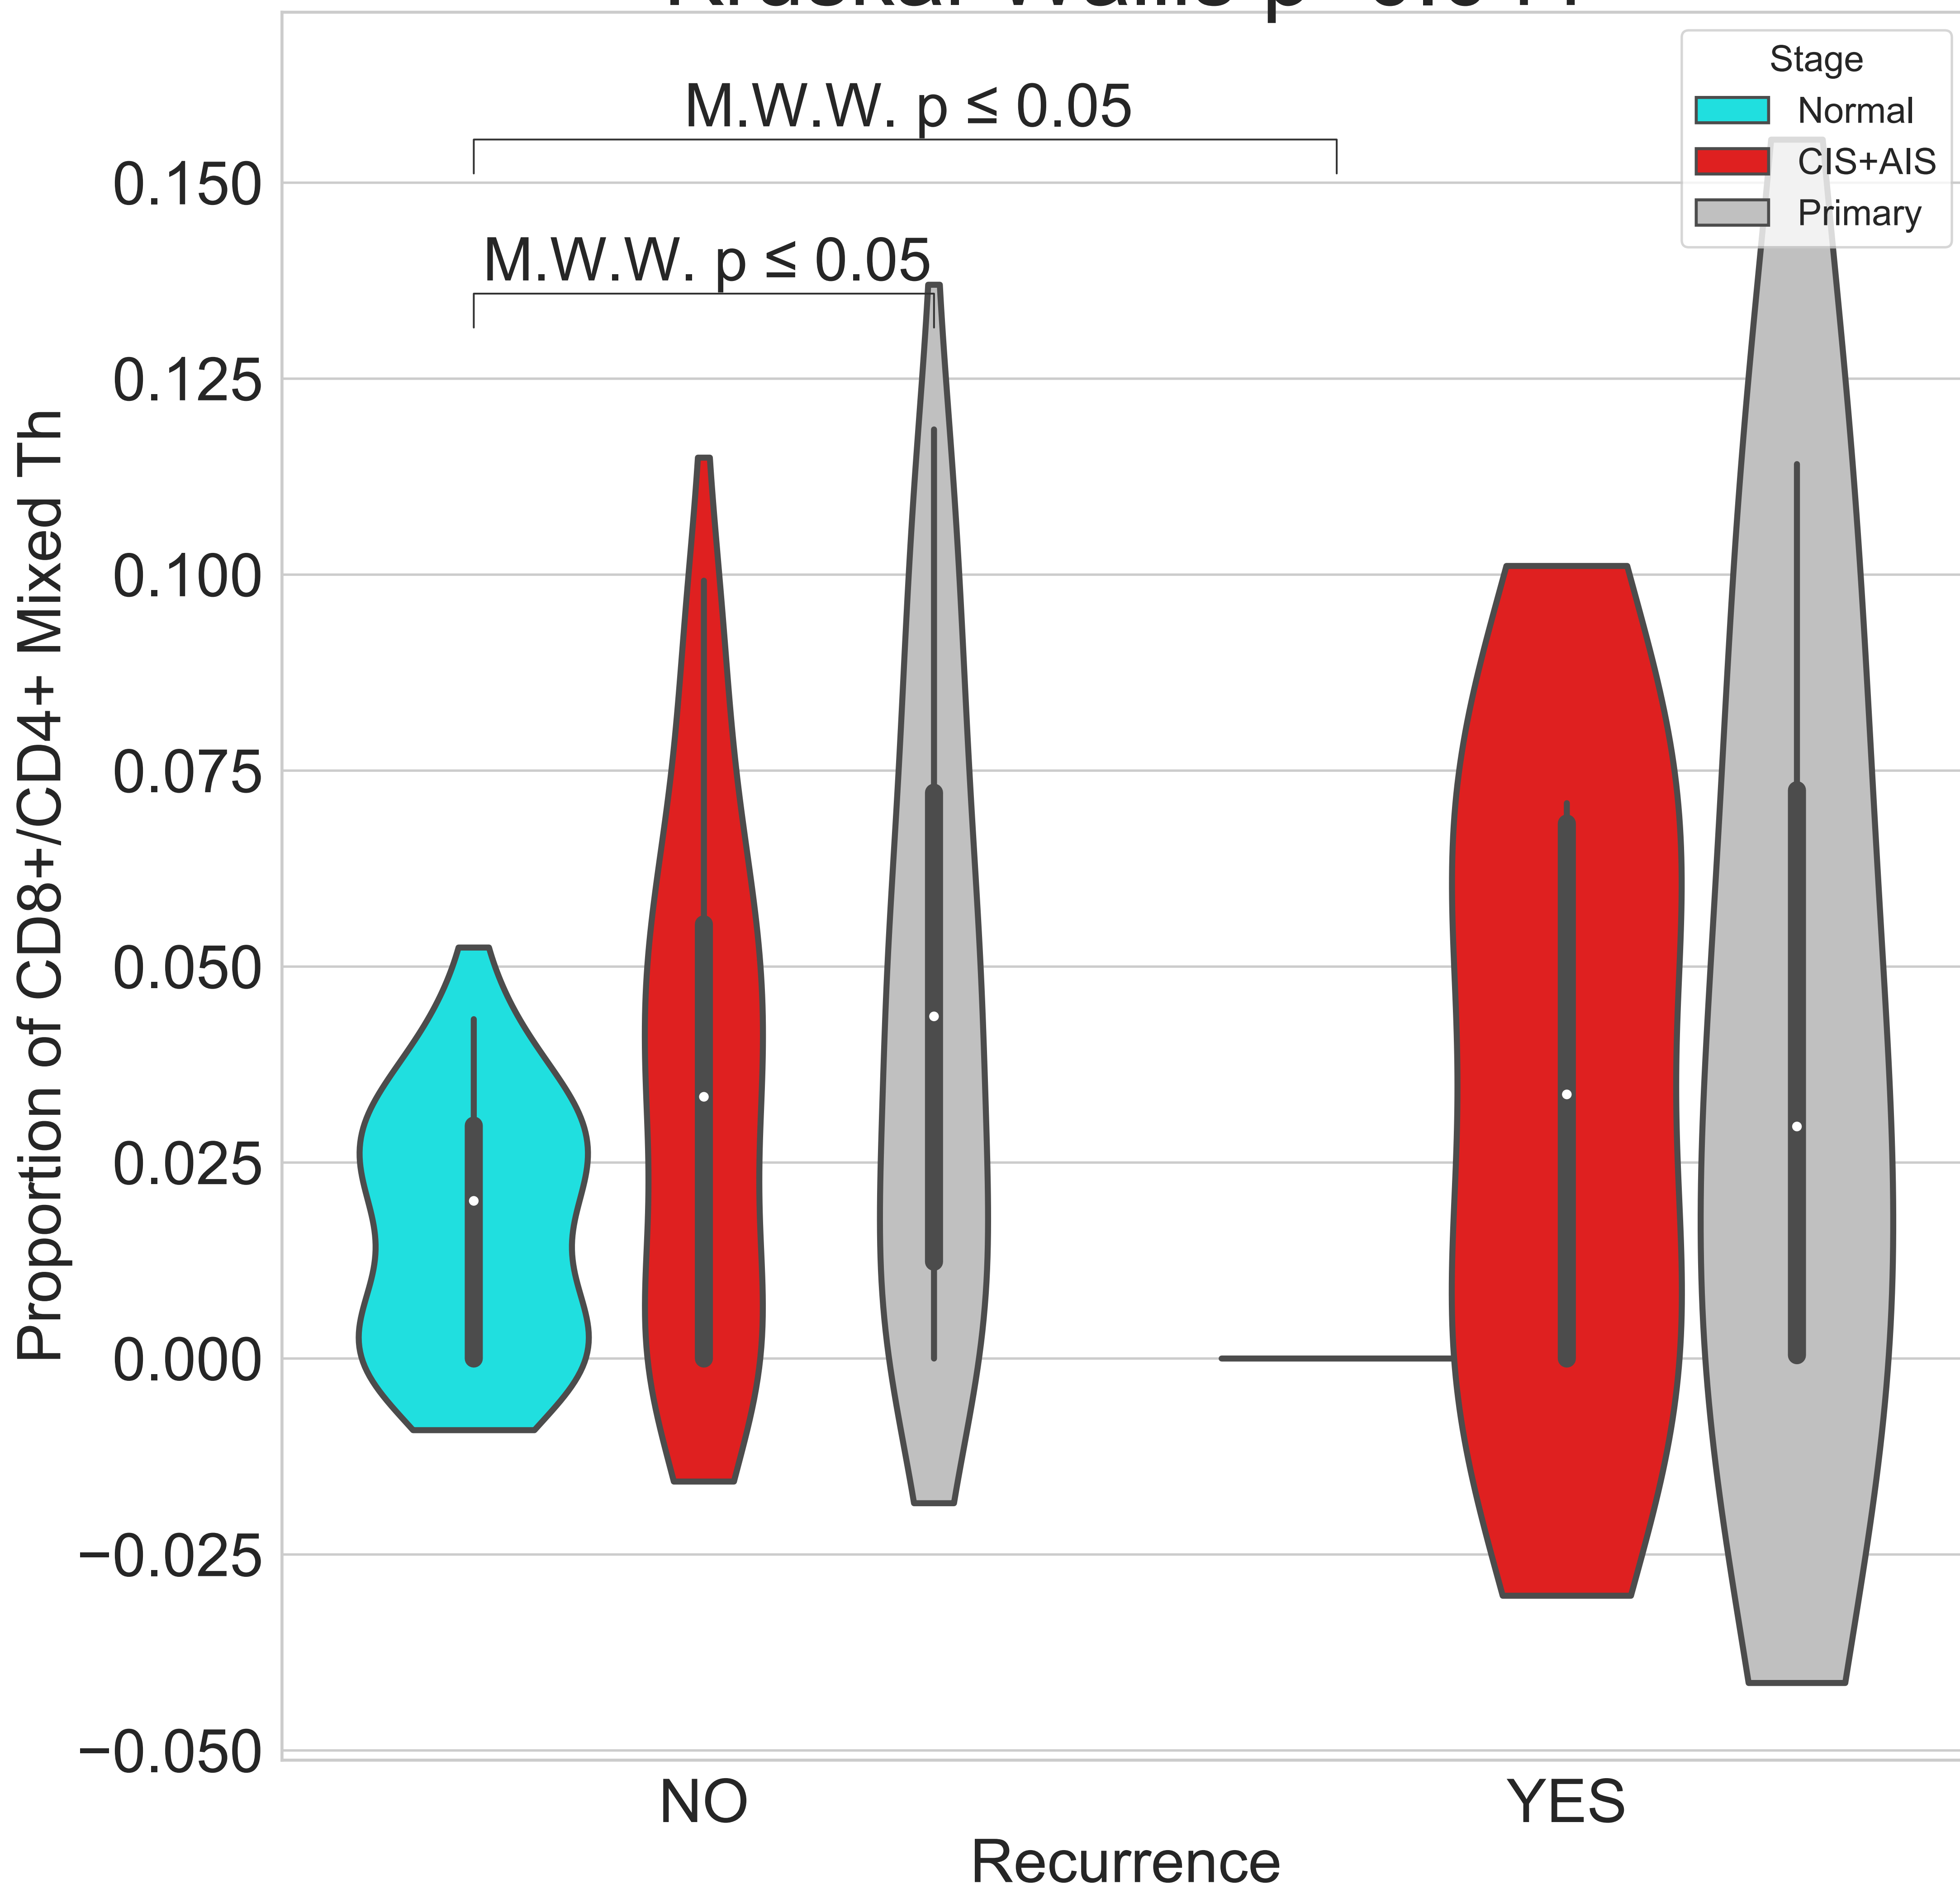 Stage
Normal
CIS+AIS
Primary
M.W.W. p ≤ 0.05
M.W.W. p ≤ 0.05
0.150
0.125
0.100
0.075
0.050
0.025
0.000
−0.025
−0.050
Proportion of CD8+/CD4+ Mixed Th
NO
YES
Recurrence